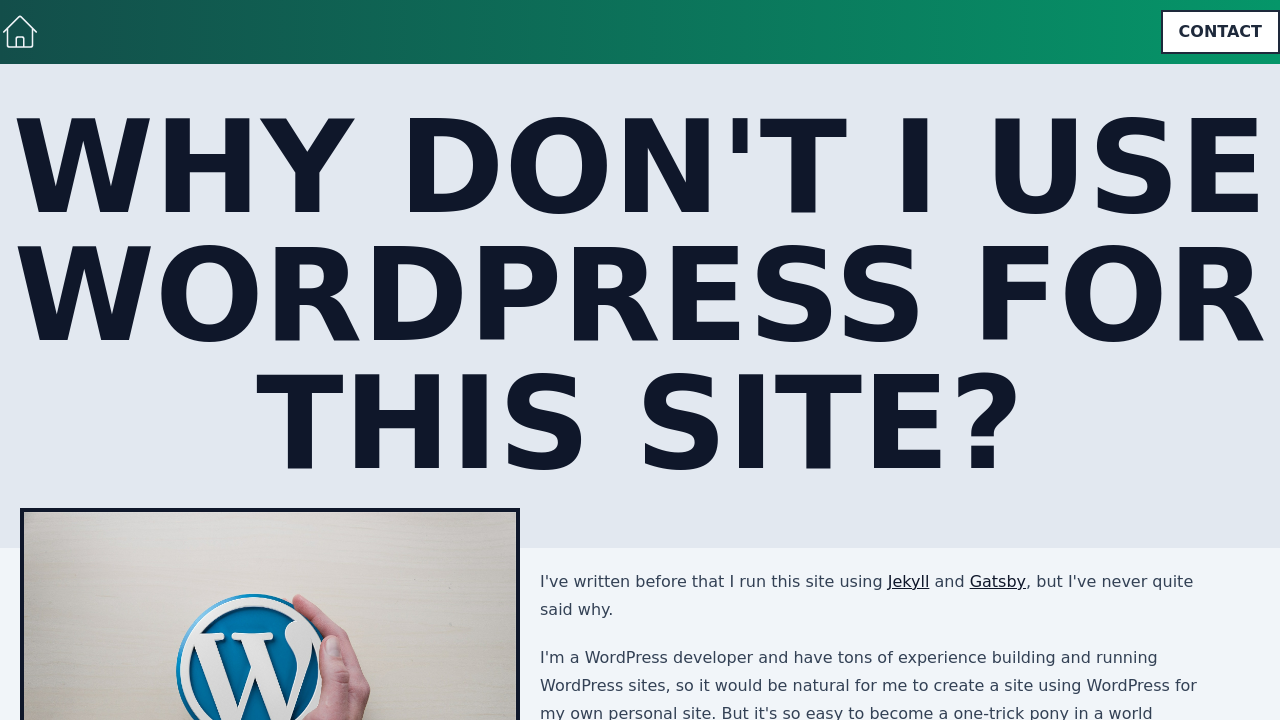 CONTACT
WHY DON'T I USE
WORDPRESS FOR
THIS SITE?
I've written before that I run this site using Jekyll and Gatsby, but I've never quite
said why.
I'm a WordPress developer and have tons of experience building and running
WordPress sites, so it would be natural for me to create a site using WordPress for
my own personal site. But it's so easy to become a one-trick pony in a world